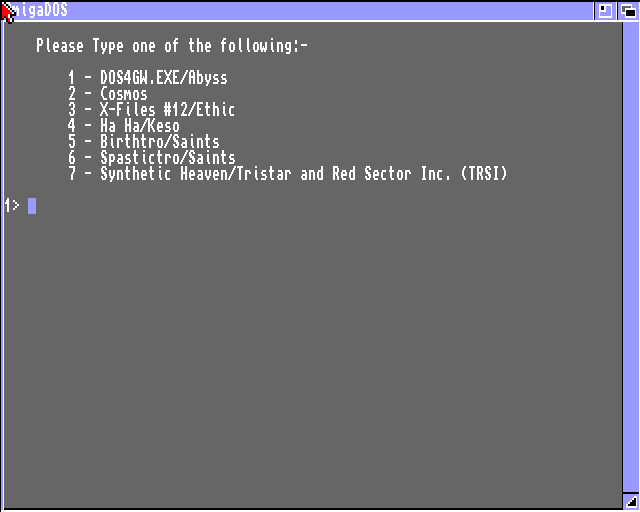 migaDOS
Please Type one of the following:-
1 - DOS4GW.EXE/Abyss
2 - Cosmos
3 - X-Files #12/Ethic
4 - Ha Ha/Keso
5 - Birthtro/Saints
6 - Spastictro/Saints
7 - Synthetic Heaven/Tristar and Red Sector Inc. (TRSI)
1>